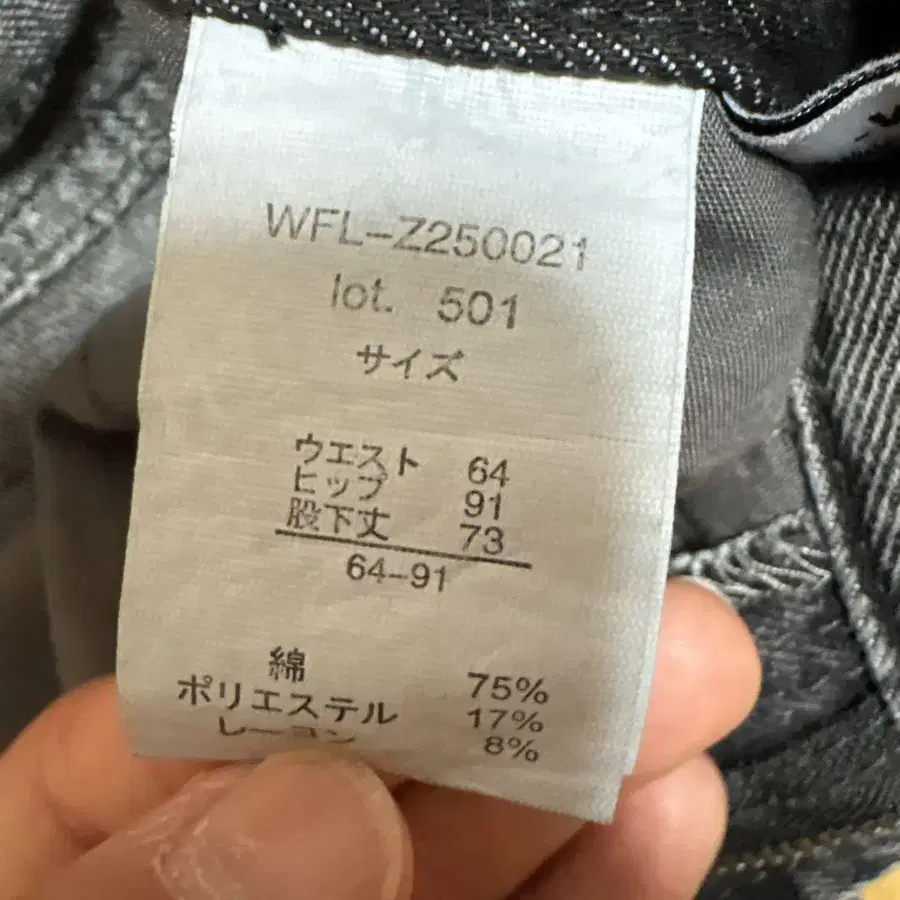 WFL-Z250021
lot. 501
サイズ
ウエスト 64
ヒップ 91
股下丈 73
64-91
綿 75%
ポリエステル 17%
レーヨン 8%